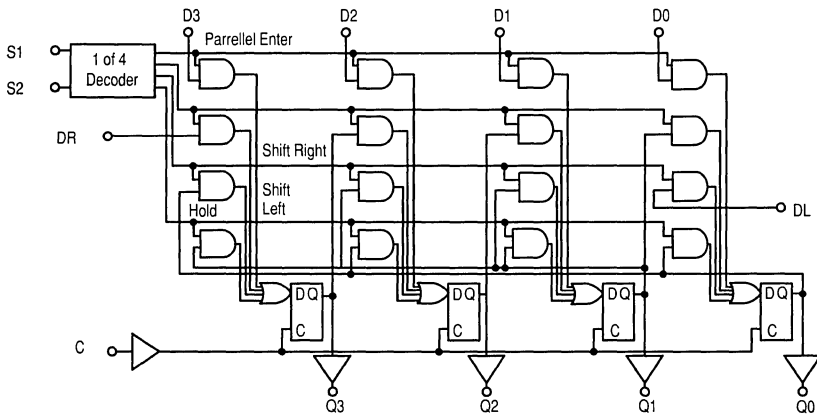 D3
D2
D1
D0
Parrellel Enter
S1
1 of 4
Decoder
S2
DR
Shift Right
Shift
Left
Hold
DL
D Q
C
D Q
C
D Q
C
D Q
C
C
Q3
Q2
Q1
Q0